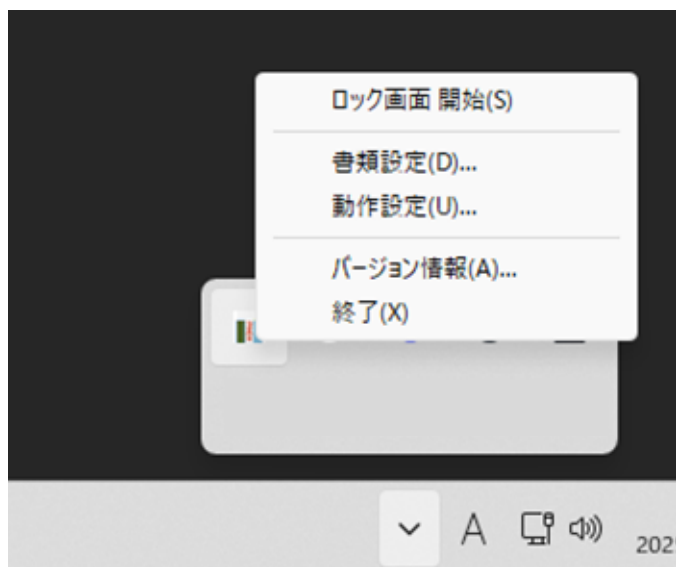 ロック画面 開始(S)
書類設定(D)...
動作設定(U)...
バージョン情報(A)...
終了(X)
A